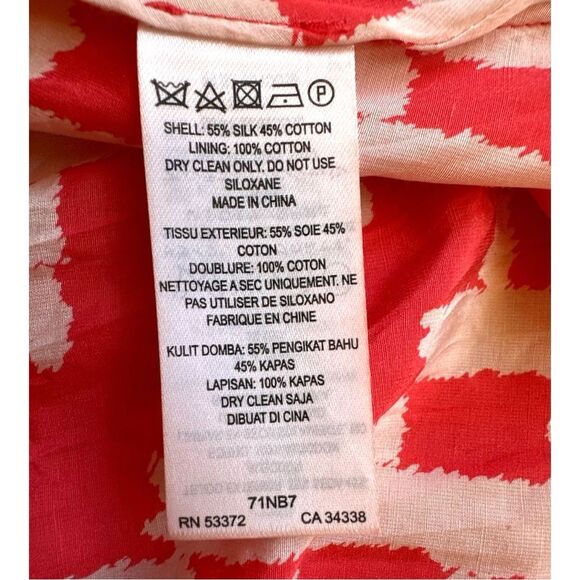 P
SHELL: 55% SILK 45% COTTON
LINING: 100% COTTON
DRY CLEAN ONLY. DO NOT USE
SILOXANE
MADE IN CHINA
TISSU EXTERIEUR: 55% SOIE 45%
COTON
DOUBLURE: 100% COTON
NETTOYAGE A SEC UNIQUEMENT. NE
PAS UTILISER DE SILOXANO
FABRIQUE EN CHINE
KULIT DOMBA: 55% PENGIKAT BAHU
45% KAPAS
LAPISAN: 100% KAPAS
DRY CLEAN SAJA
DIBUAT DI CINA
71NB7
RN 53372 CA 34338